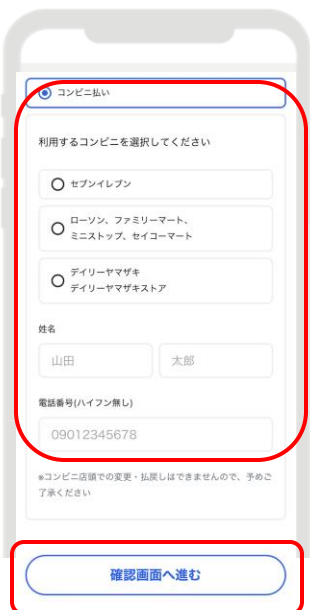 コンビニ払い
利用するコンビニを選択してください
セブンイレブン
ローソン、ファミリーマート、
ミニストップ、セイコーマート
デイリーヤマザキ
デイリーヤマザキストア
姓名
山田 太郎
電話番号(ハイフン無し)
09012345678
※コンビニ店頭での変更・払戻しはできませんので、予めご
了承ください
確認画面へ進む